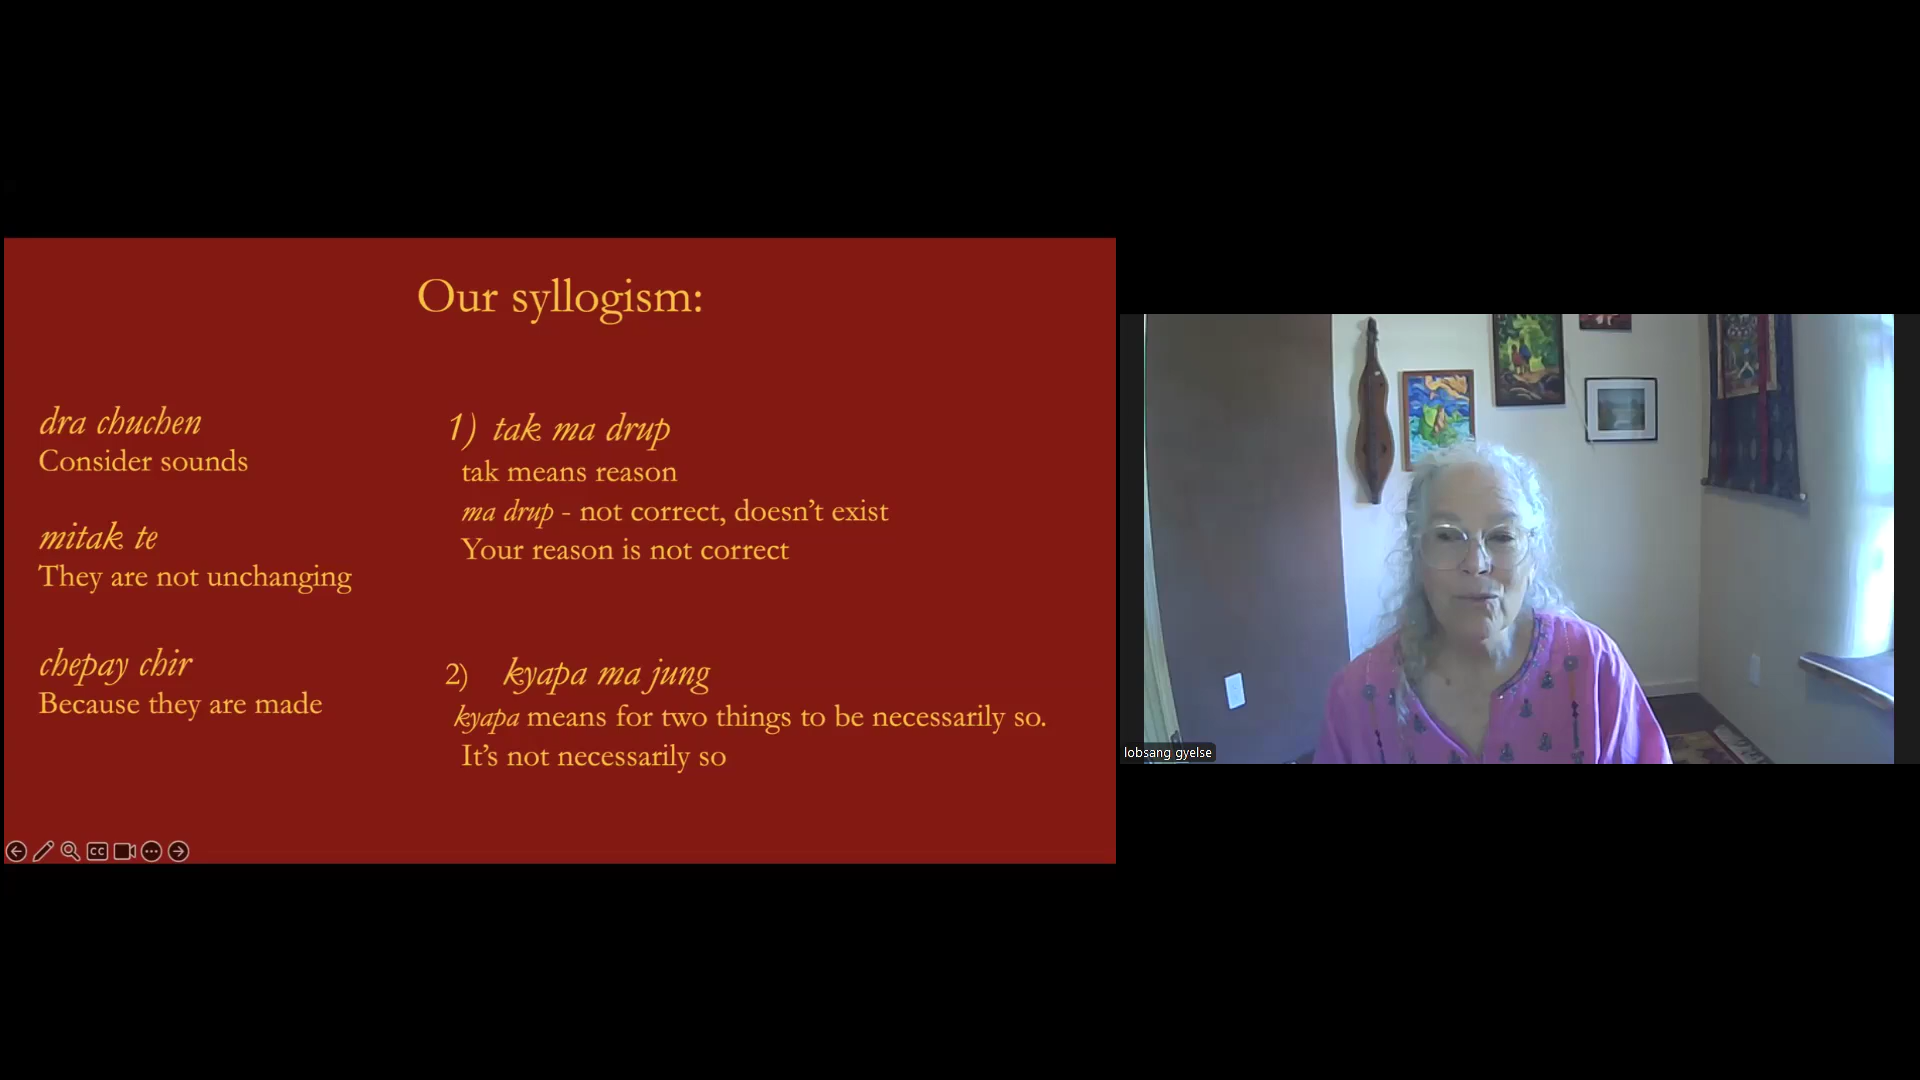 Our syllogism:
dra chuchen
Consider sounds
mitak te
They are not unchanging
chepay chir
Because they are made
1) tak ma drup
tak means reason
ma drup - not correct, doesn't exist
Your reason is not correct
2) kyapa ma jung
kyapa means for two things to be necessarily so.
It's not necessarily so
CC
lobsang gyelse